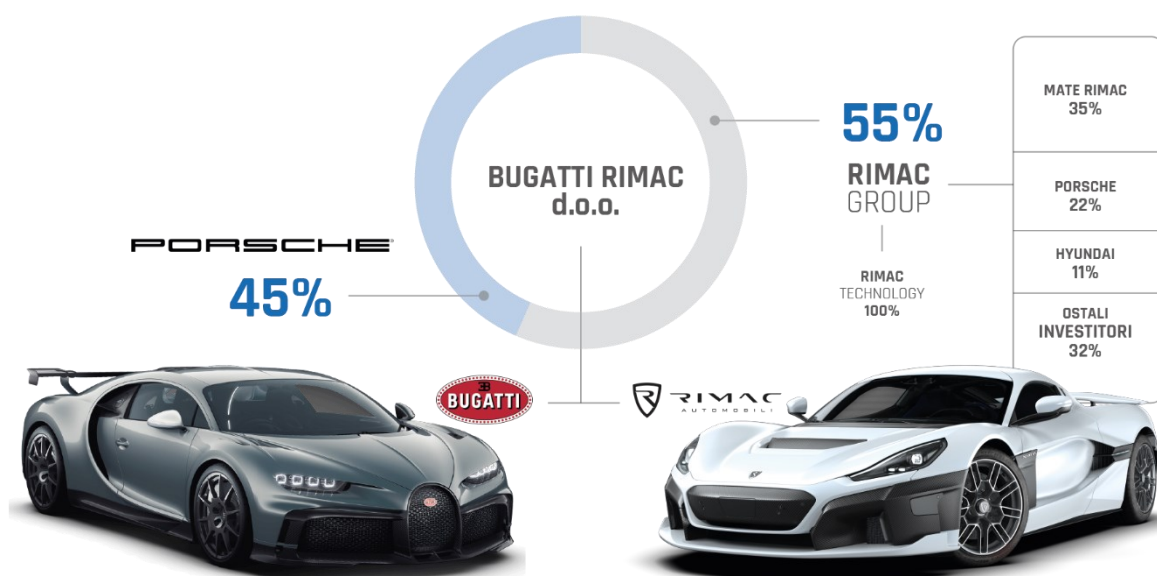 BUGATTI RIMAC
d.o.o.
PORSCHE
45%
55%
RIMAC
GROUP
RIMAC
TECHNOLOGY
100%
MATE RIMAC
35%
PORSCHE
22%
HYUNDAI
11%
OSTALI
INVESTITORI
32%
EB
BUGATTI
R
RIMAC
AUTOMOBILI